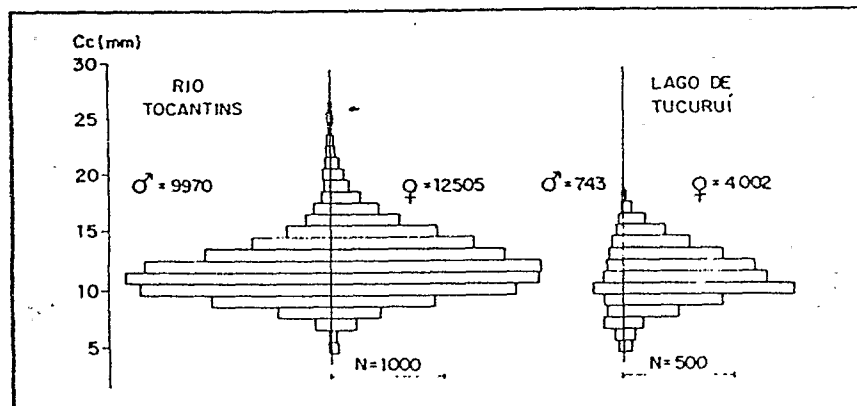 Cc (mm)
30
25
20
15
10
5
RIO
TOCANTINS
♂ = 9970
♀ = 12505
N=1000
LAGO DE
TUCURUÍ
♂ = 743
♀ = 4002
N=500